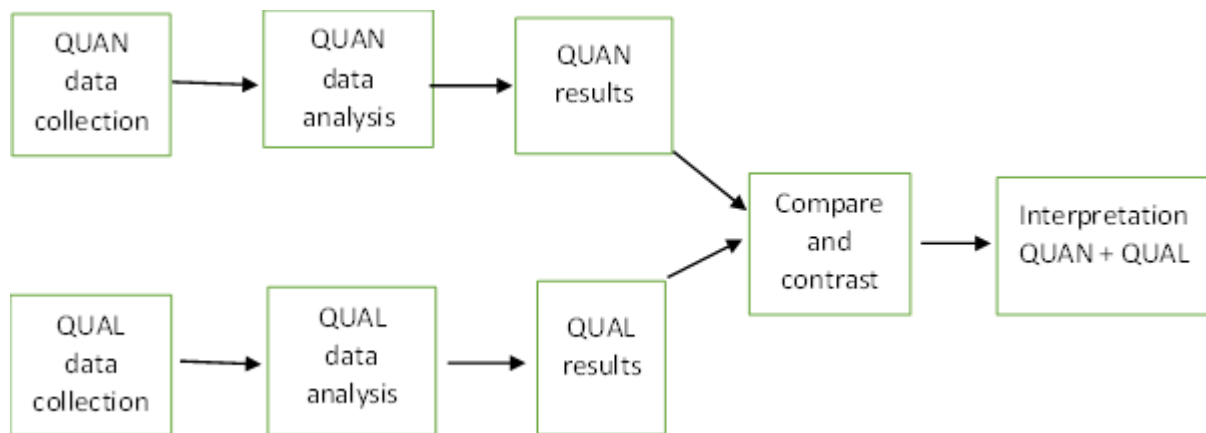 QUAN
data
collection
QUAN
data
analysis
QUAN
results
Compare
and
contrast
Interpretation
QUAN + QUAL
QUAL
data
collection
QUAL
data
analysis
QUAL
results